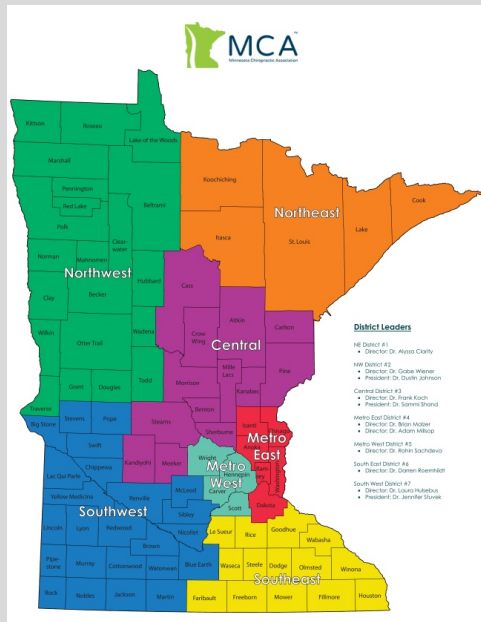 MCA
Minnesota Chiropractic Association
Kittson
Roseau
Lake of the Woods
Marshall
Koochiching
Cook
Pennington
Beltrami
Northeast
Red Lake
Polk
Itasca
St. Louis
Lake
Clear
water
Norman
Mahnomen
Northwest
Hubbard
Cass
Clay
Becker
Aitkin
Carlton
Wilkin
Otter Trail
Wadena
Crow
Wing
Central
Mille
Lacs
Pine
Grant
Douglas
Todd
Morrison
Kanabec
Traverse
Stevens
Pope
Benton
Big Stone
Stearns
Sherburne
Isanti
Chisago
Metro
East
Swift
Anoka
Kandiyohi
Meeker
Wright
Metro
West
Hennepin
Ram
sey
Washington
Chippewa
Lac Qui Parle
Renville
McLeod
Carver
Yellow Medicine
Southwest
Scott
Dakota
Sibley
Lincoln
Lyon
Redwood
Nicollet
Le Sueur
Rice
Goodhue
Wabasha
Brown
Pipe-
stone
Murray
Cottonwood
Watonwan
Blue Earth
Waseca
Steele
Dodge
Olmsted
Winona
Southeast
Rock
Nobles
Jackson
Martin
Faribault
Freeborn
Mower
Fillmore
Houston
District Leaders
NE District #1
• Director: Dr. Alyssa Clarity
NW District #2
• Director: Dr. Gabe Wiener
• President: Dr. Dustin Johnson
Central District #3
• Director: Dr. Frank Koch
• President: Dr. Sammi Shand
Metro East District #4
• Director: Dr. Brian Malzer
• Director: Dr. Adam Millsop
Metro West District #5
• Director: Dr. Rohin Sachdeva
South East District #6
• Director: Dr. Darren Roemhildt
South West District #7
• Director: Dr. Laura Hulsebus
• President: Dr. Jennifer Stuvek